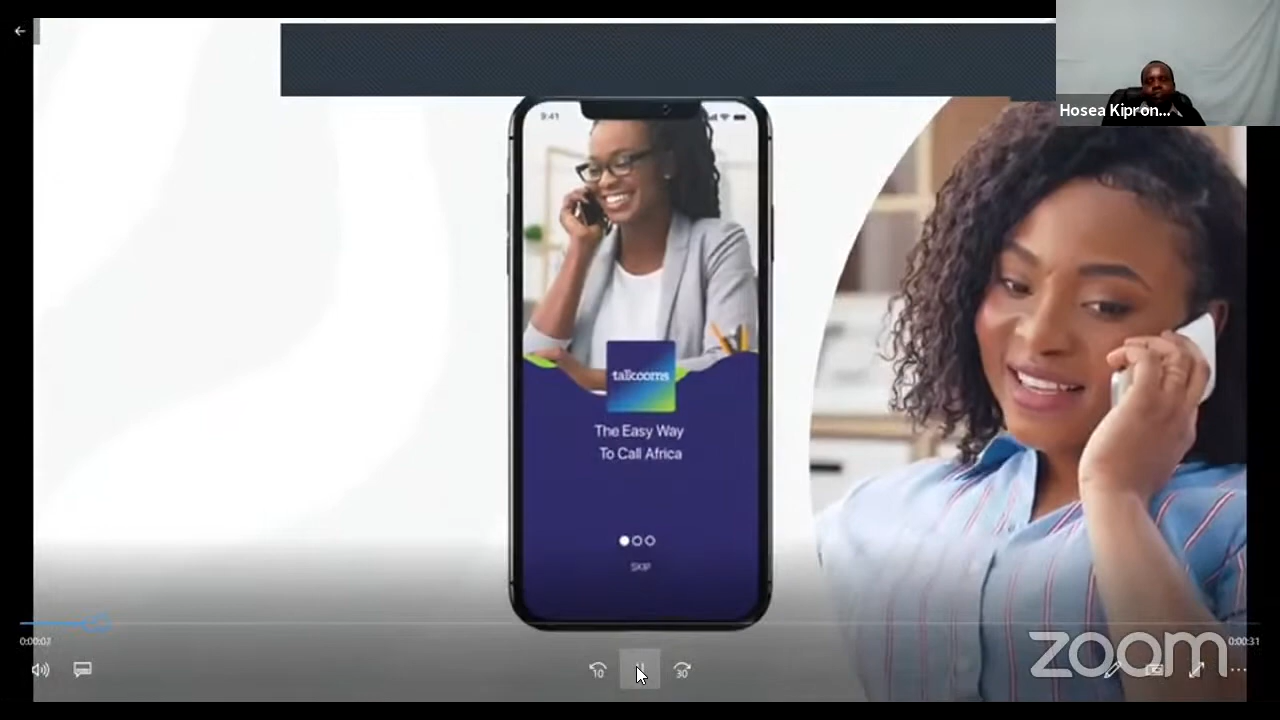 Hosea Kipron...
9:41
talkcoms
The Easy Way
To Call Africa
SKIP
0:00:01
0:00:31
10
30
zoom